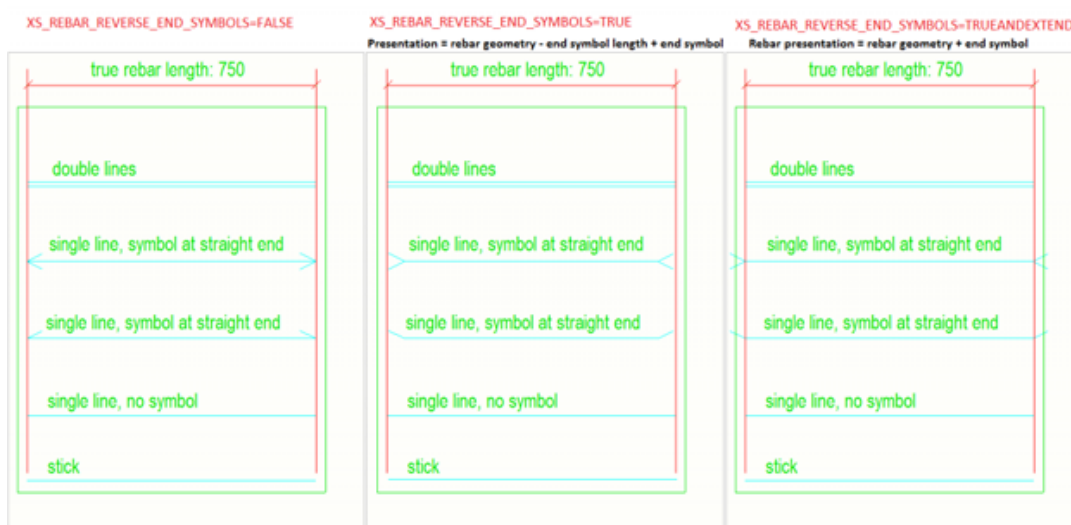 XS_REBAR_REVERSE_END_SYMBOLS=FALSE
true rebar length: 750
double lines
single line, symbol at straight end
single line, symbol at straight end
single line, no symbol
stick
XS_REBAR_REVERSE_END_SYMBOLS=TRUE
Presentation = rebar geometry - end symbol length + end symbol
true rebar length: 750
double lines
single line, symbol at straight end
single line, symbol at straight end
single line, no symbol
stick
XS_REBAR_REVERSE_END_SYMBOLS=TRUEANDEXTEND
Rebar presentation = rebar geometry + end symbol
true rebar length: 750
double lines
single line, symbol at straight end
single line, symbol at straight end
single line, no symbol
stick